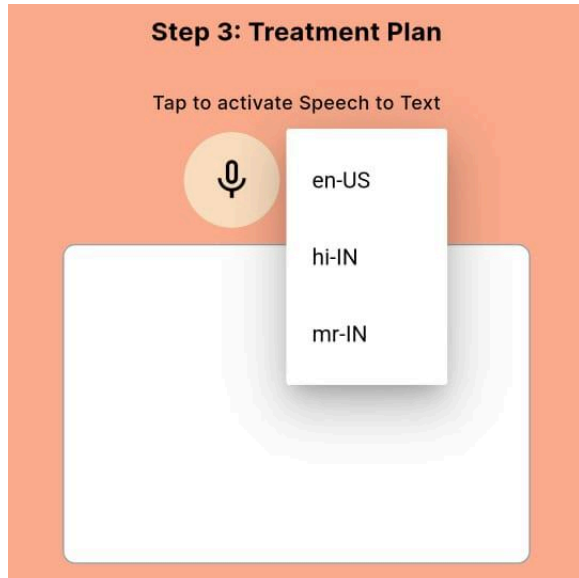 Step 3: Treatment Plan
Tap to activate Speech to Text
en-US
hi-IN
mr-IN